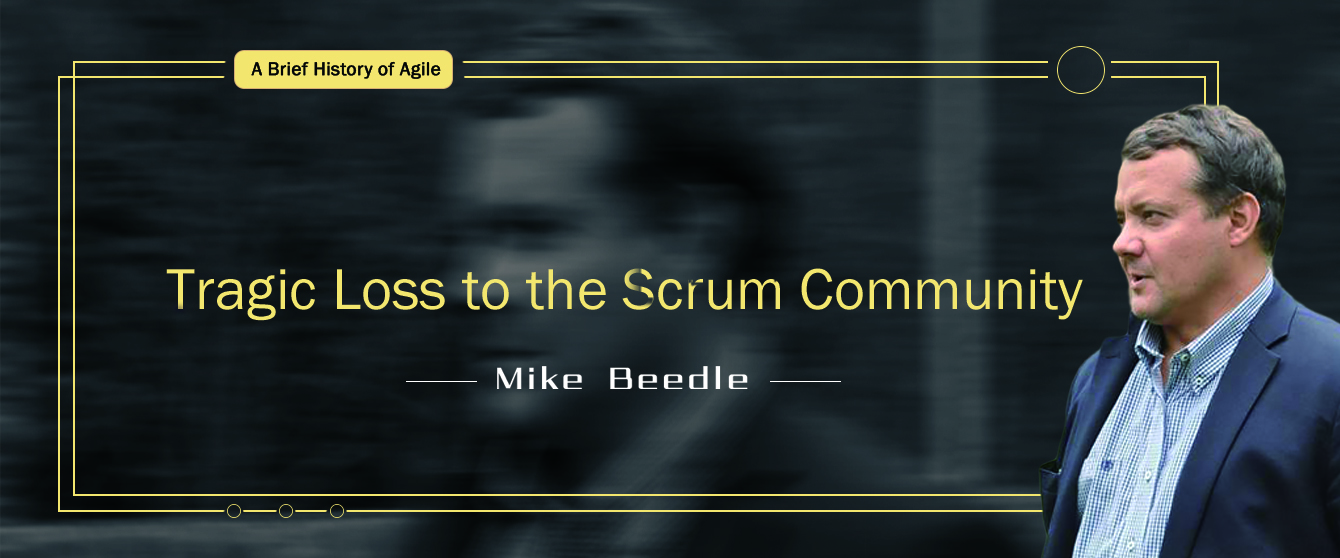 A Brief History of Agile
Tragic Loss to the Scrum Community
Mike Beedle